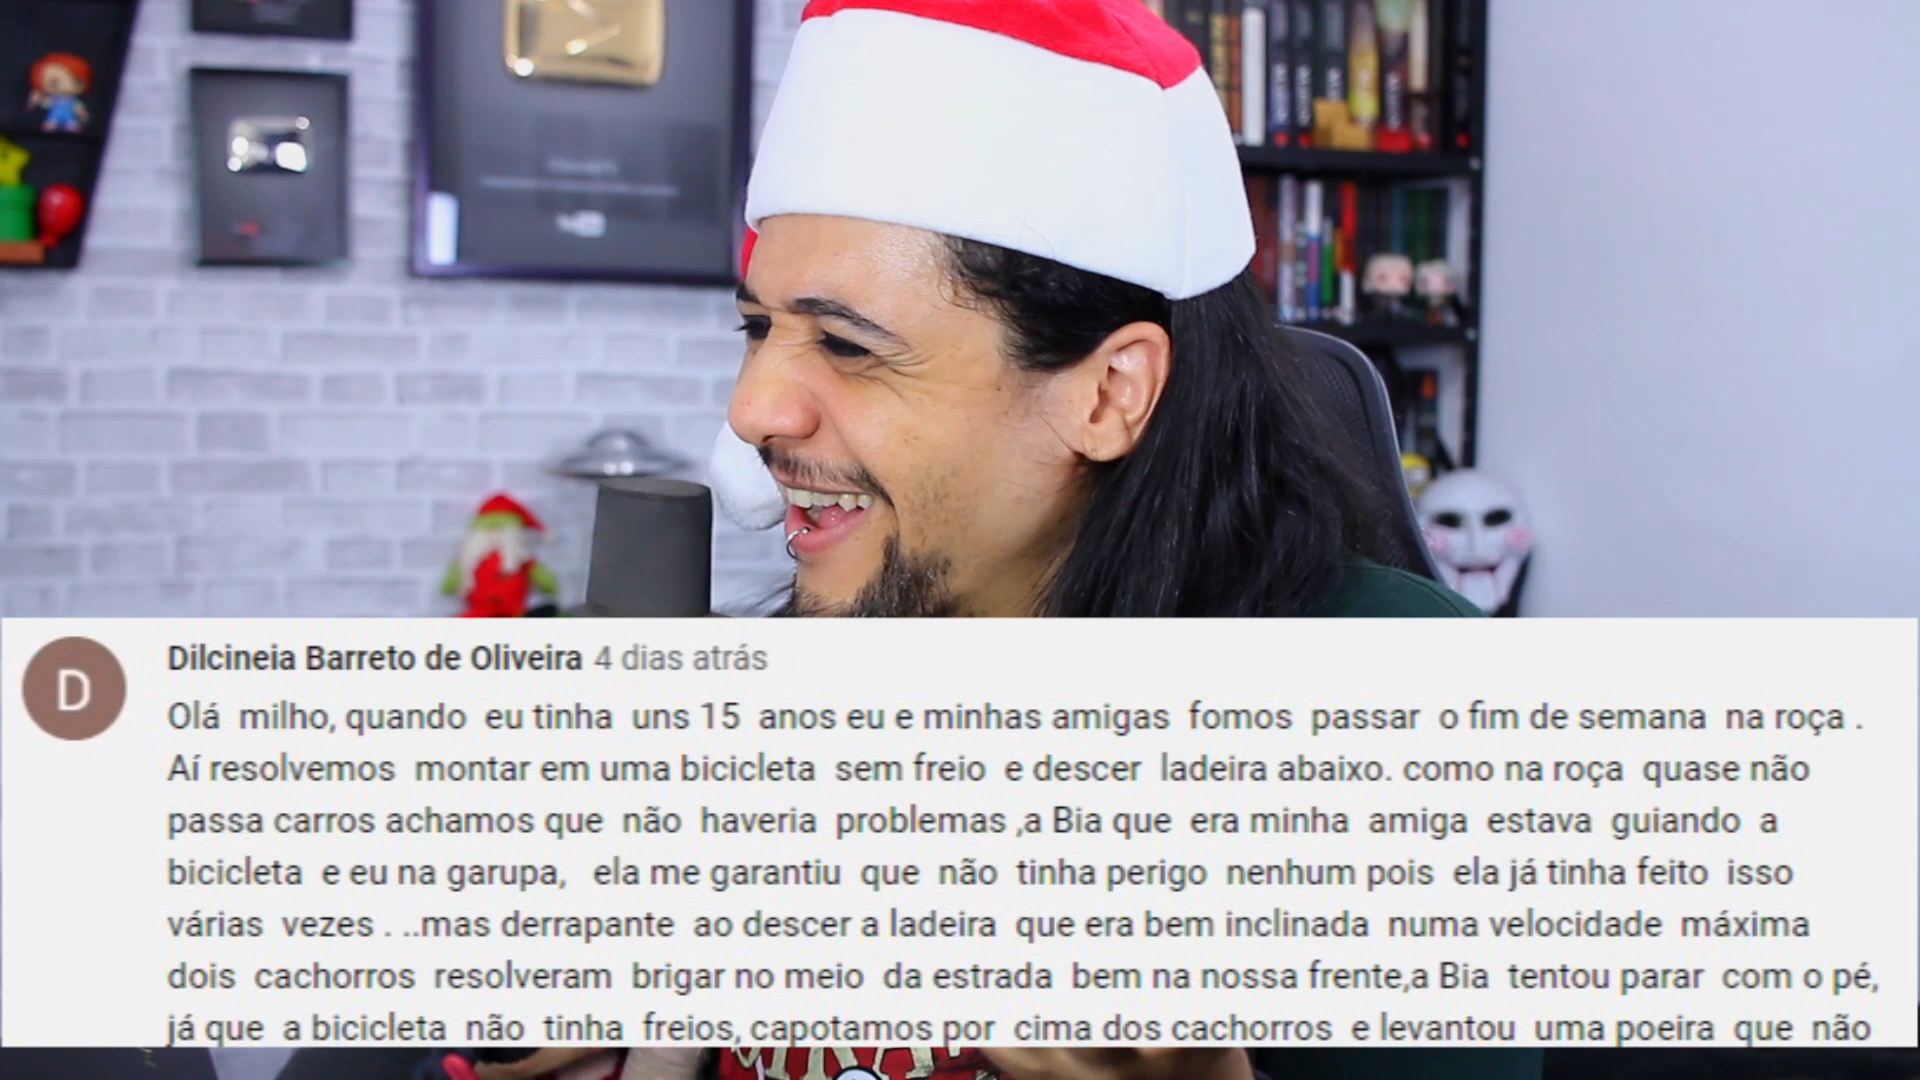 Dilcineia Barreto de Oliveira 4 dias atrás
Olá milho, quando eu tinha uns 15 anos eu e minhas amigas fomos passar o fim de semana na roça .
Aí resolvemos montar em uma bicicleta sem freio e descer ladeira abaixo. como na roça quase não
passa carros achamos que não haveria problemas ,a Bia que era minha amiga estava guiando a
bicicleta e eu na garupa, ela me garantiu que não tinha perigo nenhum pois ela já tinha feito isso
várias vezes . ..mas derrapante ao descer a ladeira que era bem inclinada numa velocidade máxima
dois cachorros resolveram brigar no meio da estrada bem na nossa frente,a Bia tentou parar com o pé,
já que a bicicleta não tinha freios, capotamos por cima dos cachorros e levantou uma poeira que não